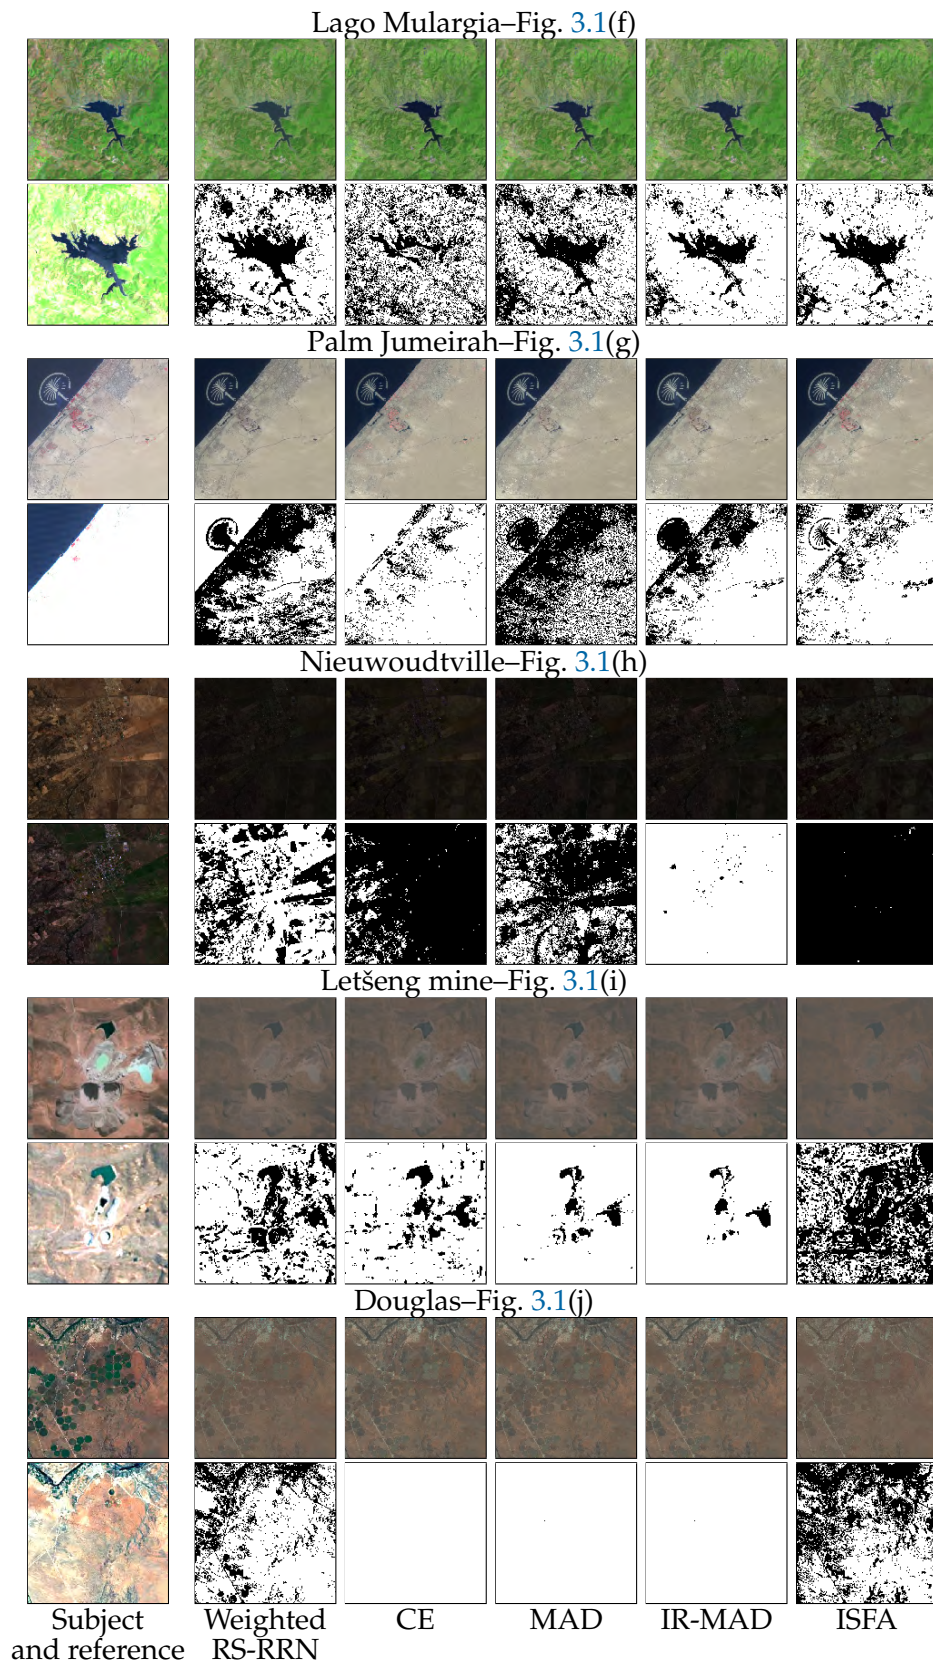 Lago Mulargia–Fig. 3.1(f)
Palm Jumeirah–Fig. 3.1(g)
Nieuwoudtville–Fig. 3.1(h)
Letšeng mine–Fig. 3.1(i)
Douglas–Fig. 3.1(j)
Subject and reference
Weighted RS-RRN
CE
MAD
IR-MAD
ISFA